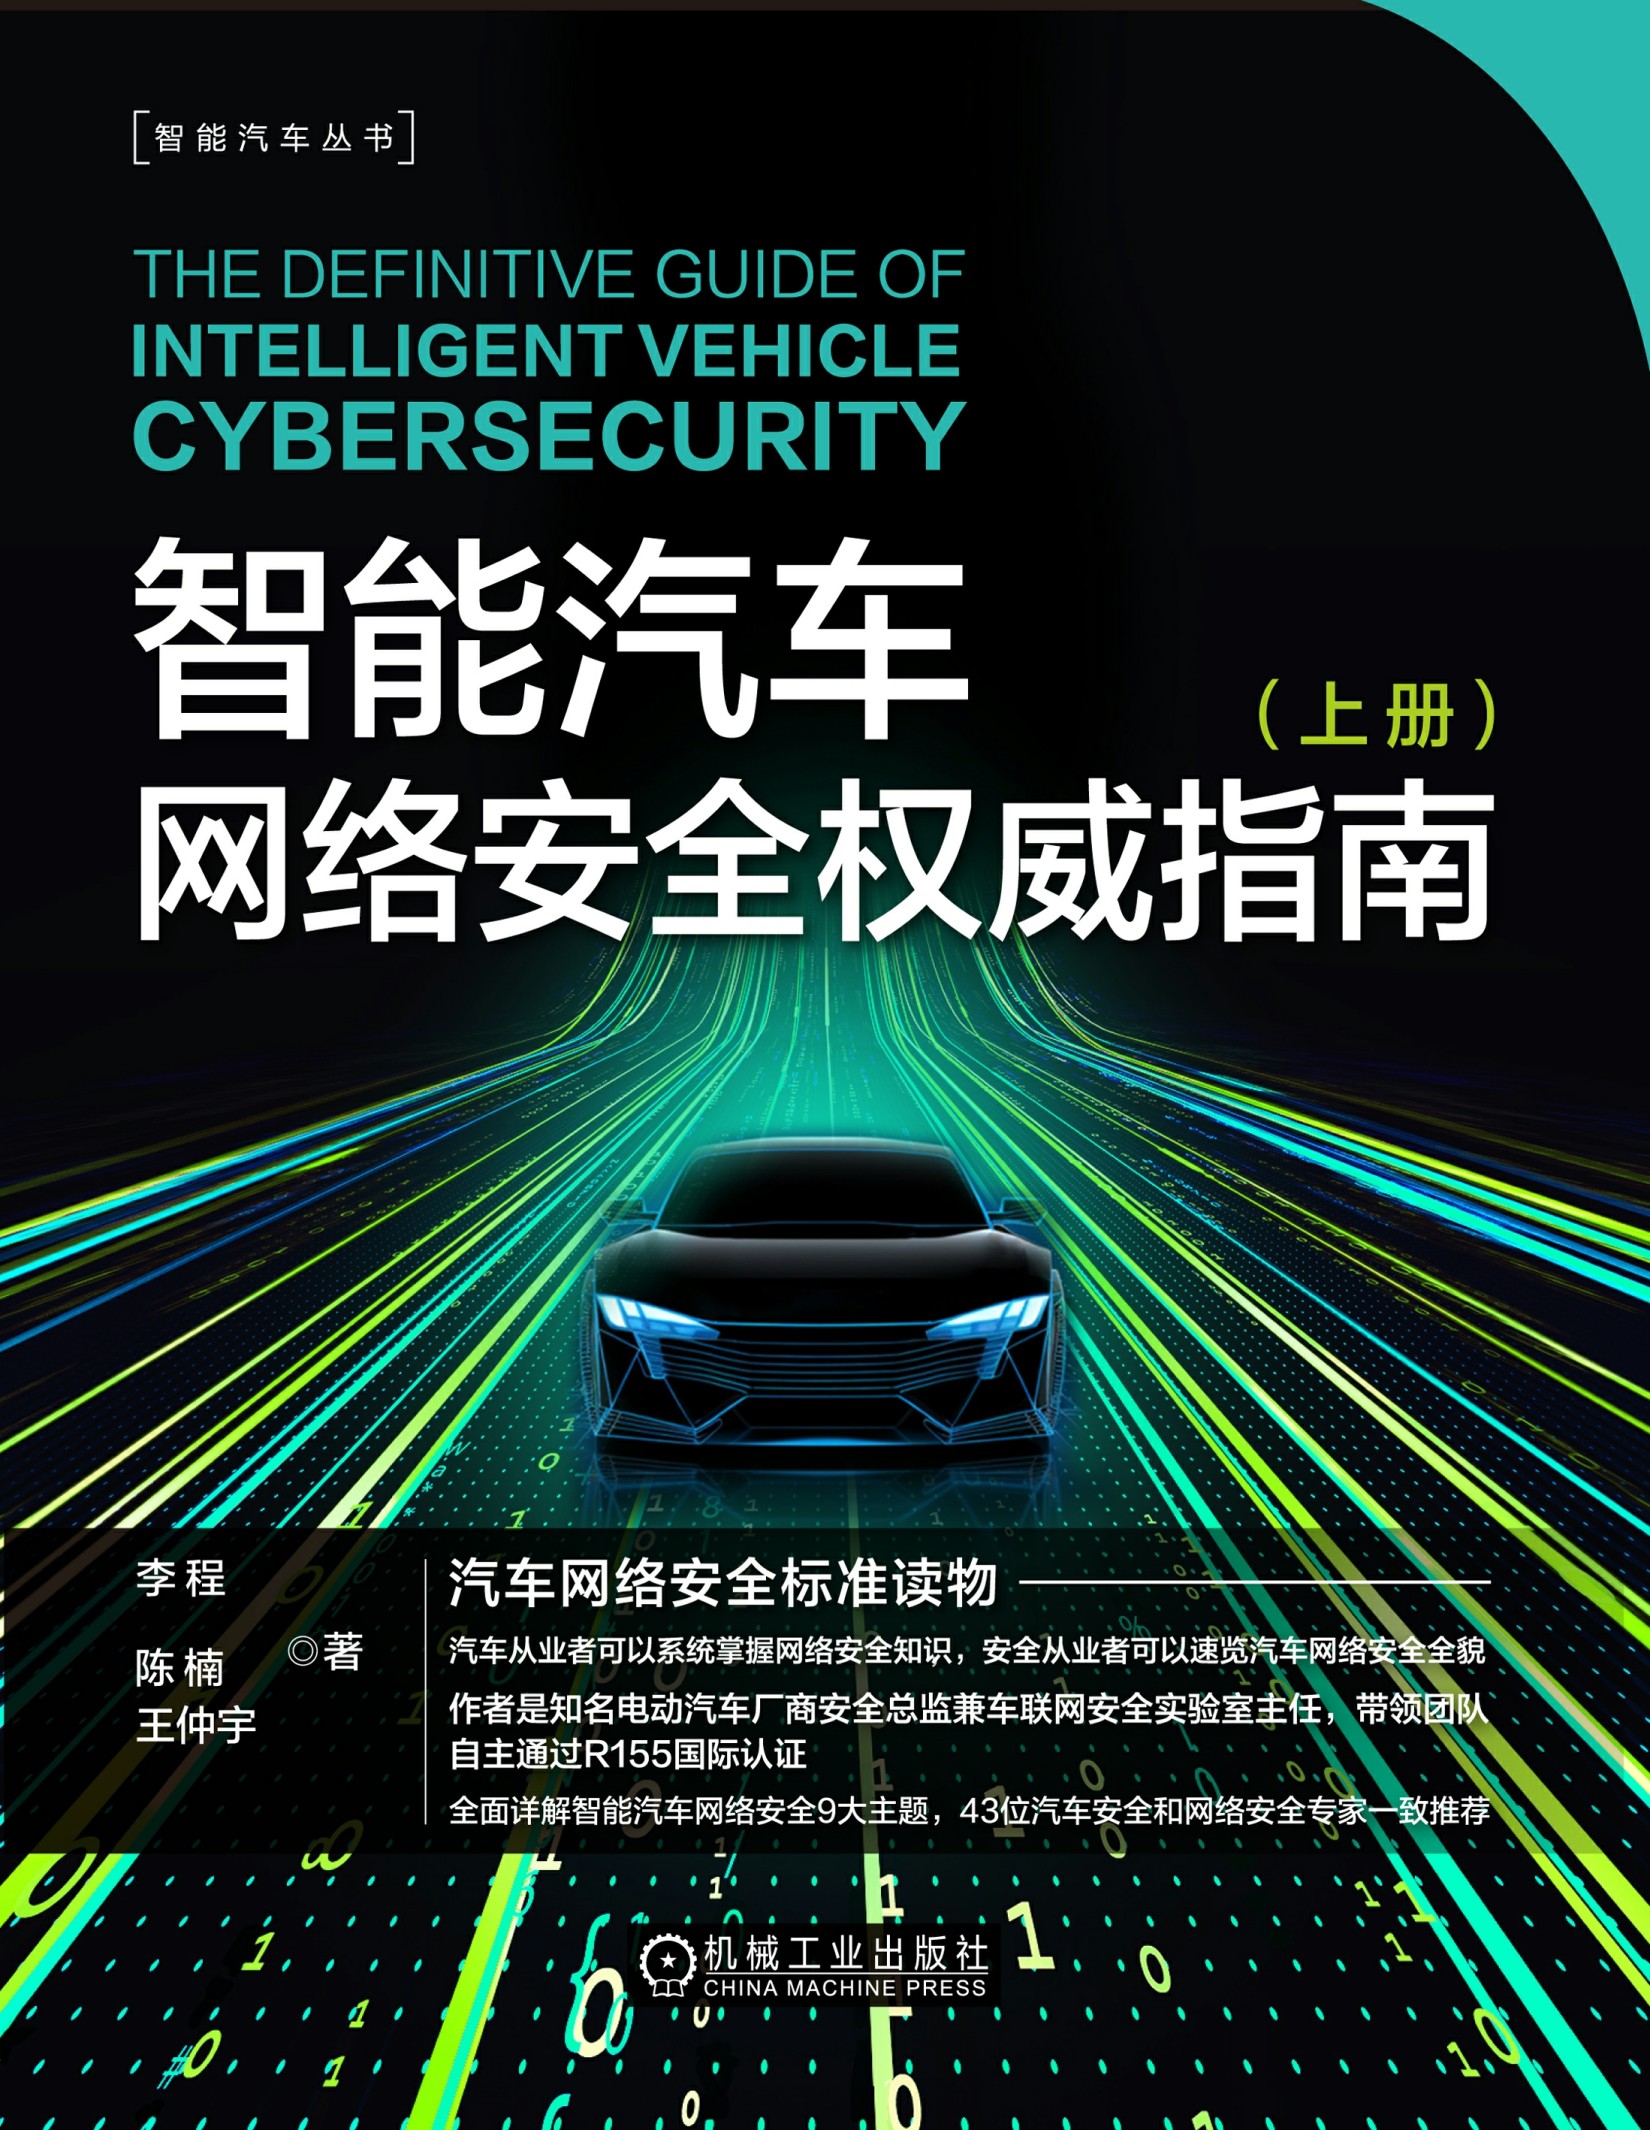 [智能汽车丛书]
THE DEFINITIVE GUIDE OF
INTELLIGENT VEHICLE
CYBERSECURITY
智能汽车
（上册）
网络安全权威指南
李程
陈楠
王仲宇
◎著
汽车网络安全标准读物
汽车从业者可以系统掌握网络安全知识，安全从业者可以速览汽车网络安全全貌
作者是知名电动汽车厂商安全总监兼车联网安全实验室主任，带领团队
自主通过R155国际认证
全面详解智能汽车网络安全9大主题，43位汽车安全和网络安全专家一致推荐
机械工业出版社
CHINA MACHINE PRESS